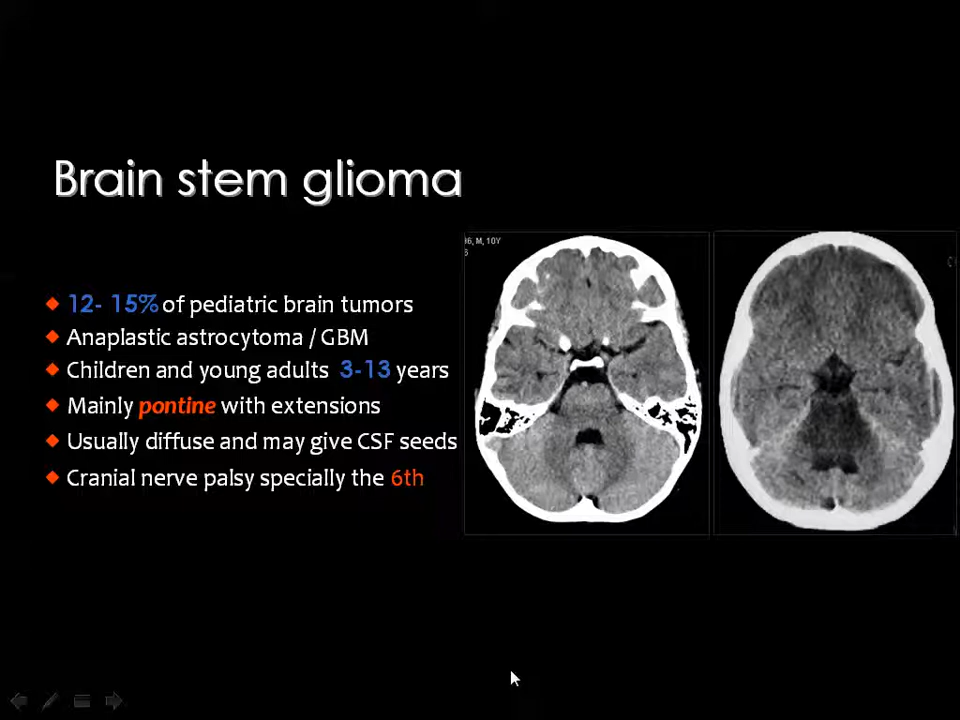 Brain stem glioma
12- 15% of pediatric brain tumors
Anaplastic astrocytoma / GBM
Children and young adults 3-13 years
Mainly pontine with extensions
Usually diffuse and may give CSF seeds
Cranial nerve palsy specially the 6th
M, 10Y